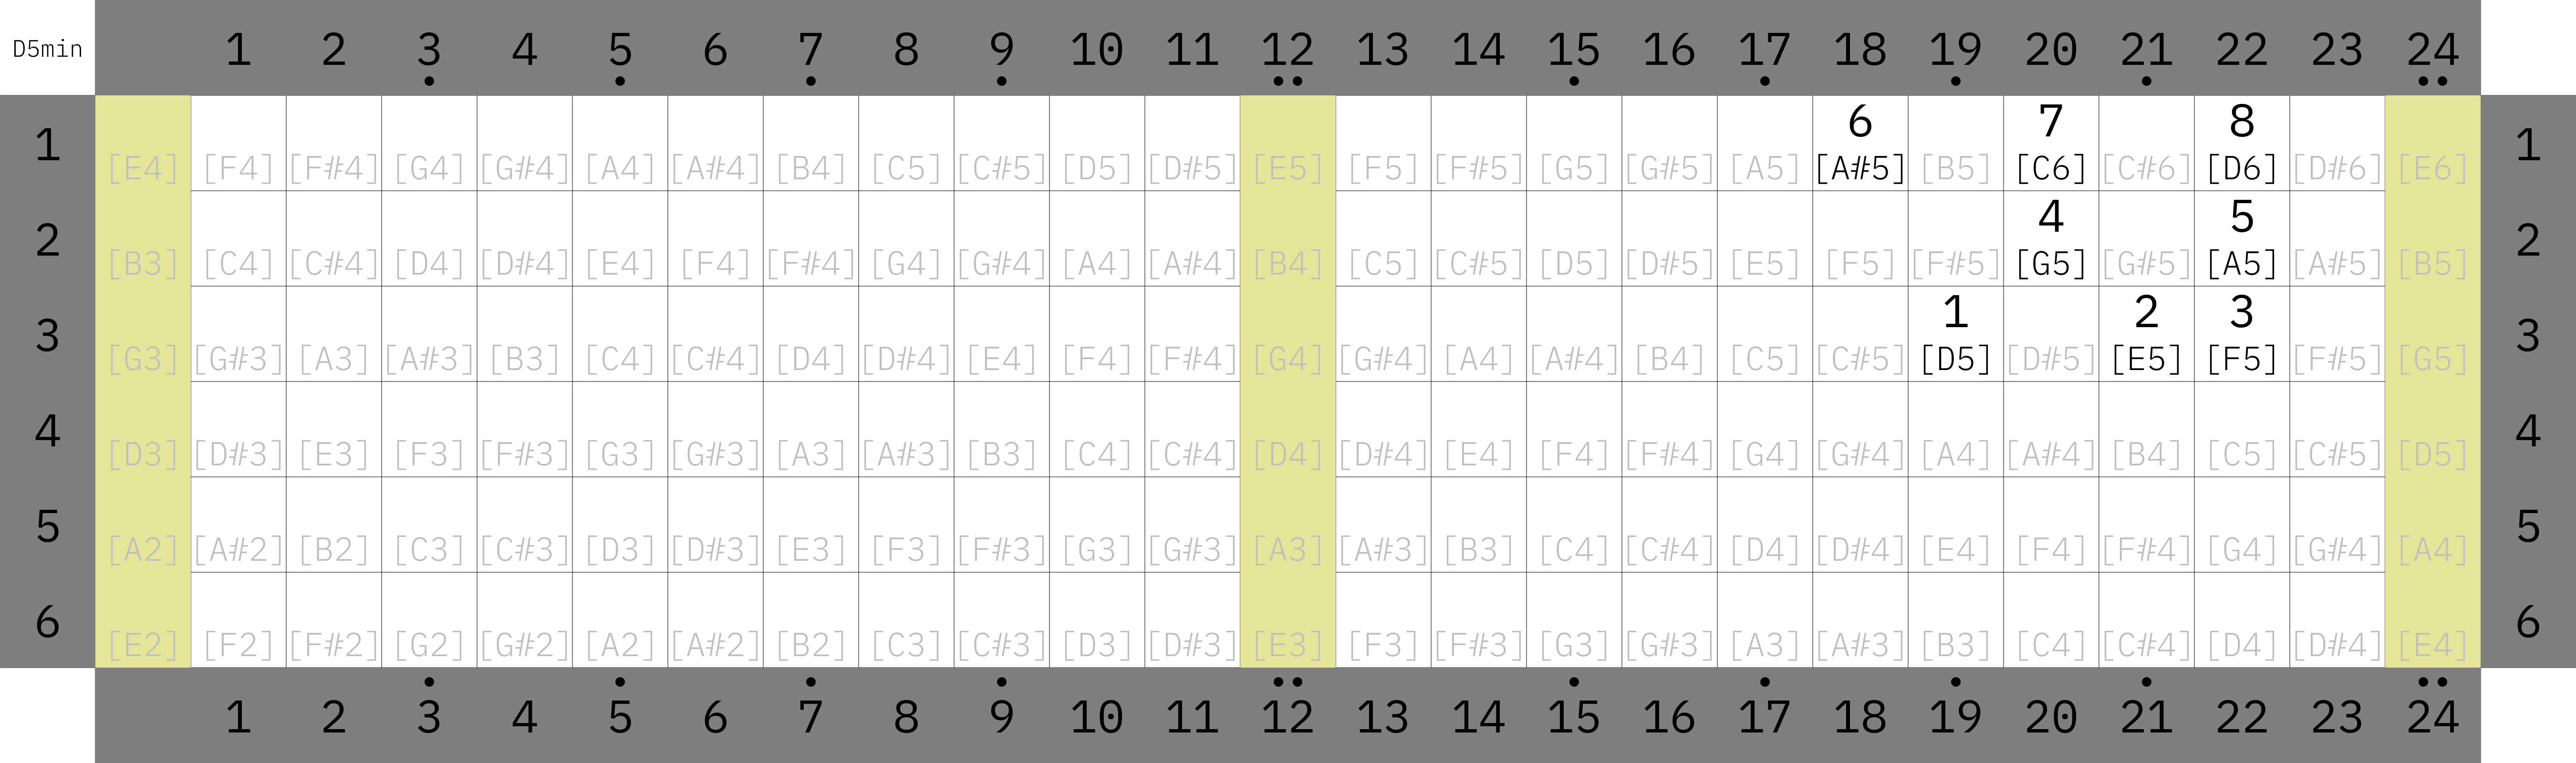 D5min 1 2 3 4 5 6 7 8 9 10 11 12 13 14 15 16 17 18 19 20 21 22 23 24
6 7 8
1 [E4] [F4] [F#4] [G4] [G#4] [A4] [A#4] [B4] [C5] [C#5] [D5] [D#5] [E5] [F5] [F#5] [G5] [G#5] [A5] [A#5] [B5] [C6] [C#6] [D6] [D#6] [E6] 1
4 5
2 [B3] [C4] [C#4] [D4] [D#4] [E4] [F4] [F#4] [G4] [G#4] [A4] [A#4] [B4] [C5] [C#5] [D5] [D#5] [E5] [F5] [F#5] [G5] [G#5] [A5] [A#5] [B5] 2
1 2 3
3 [G3] [G#3] [A3] [A#3] [B3] [C4] [C#4] [D4] [D#4] [E4] [F4] [F#4] [G4] [G#4] [A4] [A#4] [B4] [C5] [C#5] [D5] [D#5] [E5] [F5] [F#5] [G5] 3
4 [D3] [D#3] [E3] [F3] [F#3] [G3] [G#3] [A3] [A#3] [B3] [C4] [C#4] [D4] [D#4] [E4] [F4] [F#4] [G4] [G#4] [A4] [A#4] [B4] [C5] [C#5] [D5] 4
5 [A2] [A#2] [B2] [C3] [C#3] [D3] [D#3] [E3] [F3] [F#3] [G3] [G#3] [A3] [A#3] [B3] [C4] [C#4] [D4] [D#4] [E4] [F4] [F#4] [G4] [G#4] [A4] 5
6 [E2] [F2] [F#2] [G2] [G#2] [A2] [A#2] [B2] [C3] [C#3] [D3] [D#3] [E3] [F3] [F#3] [G3] [G#3] [A3] [A#3] [B3] [C4] [C#4] [D4] [D#4] [E4] 6
1 2 3 4 5 6 7 8 9 10 11 12 13 14 15 16 17 18 19 20 21 22 23 24